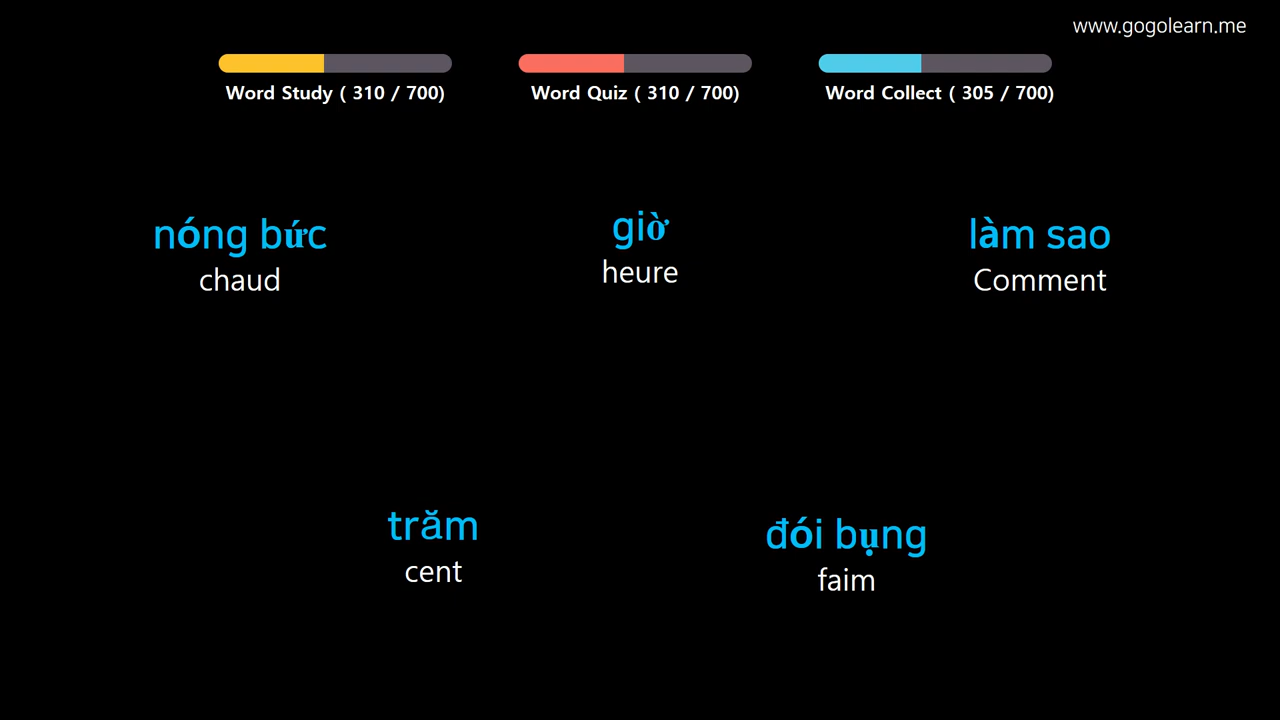 www.gogolearn.me
Word Study ( 310 / 700)
Word Quiz ( 310 / 700)
Word Collect ( 305 / 700)
nóng bức
chaud
giờ
heure
làm sao
Comment
trăm
cent
đói bụng
faim